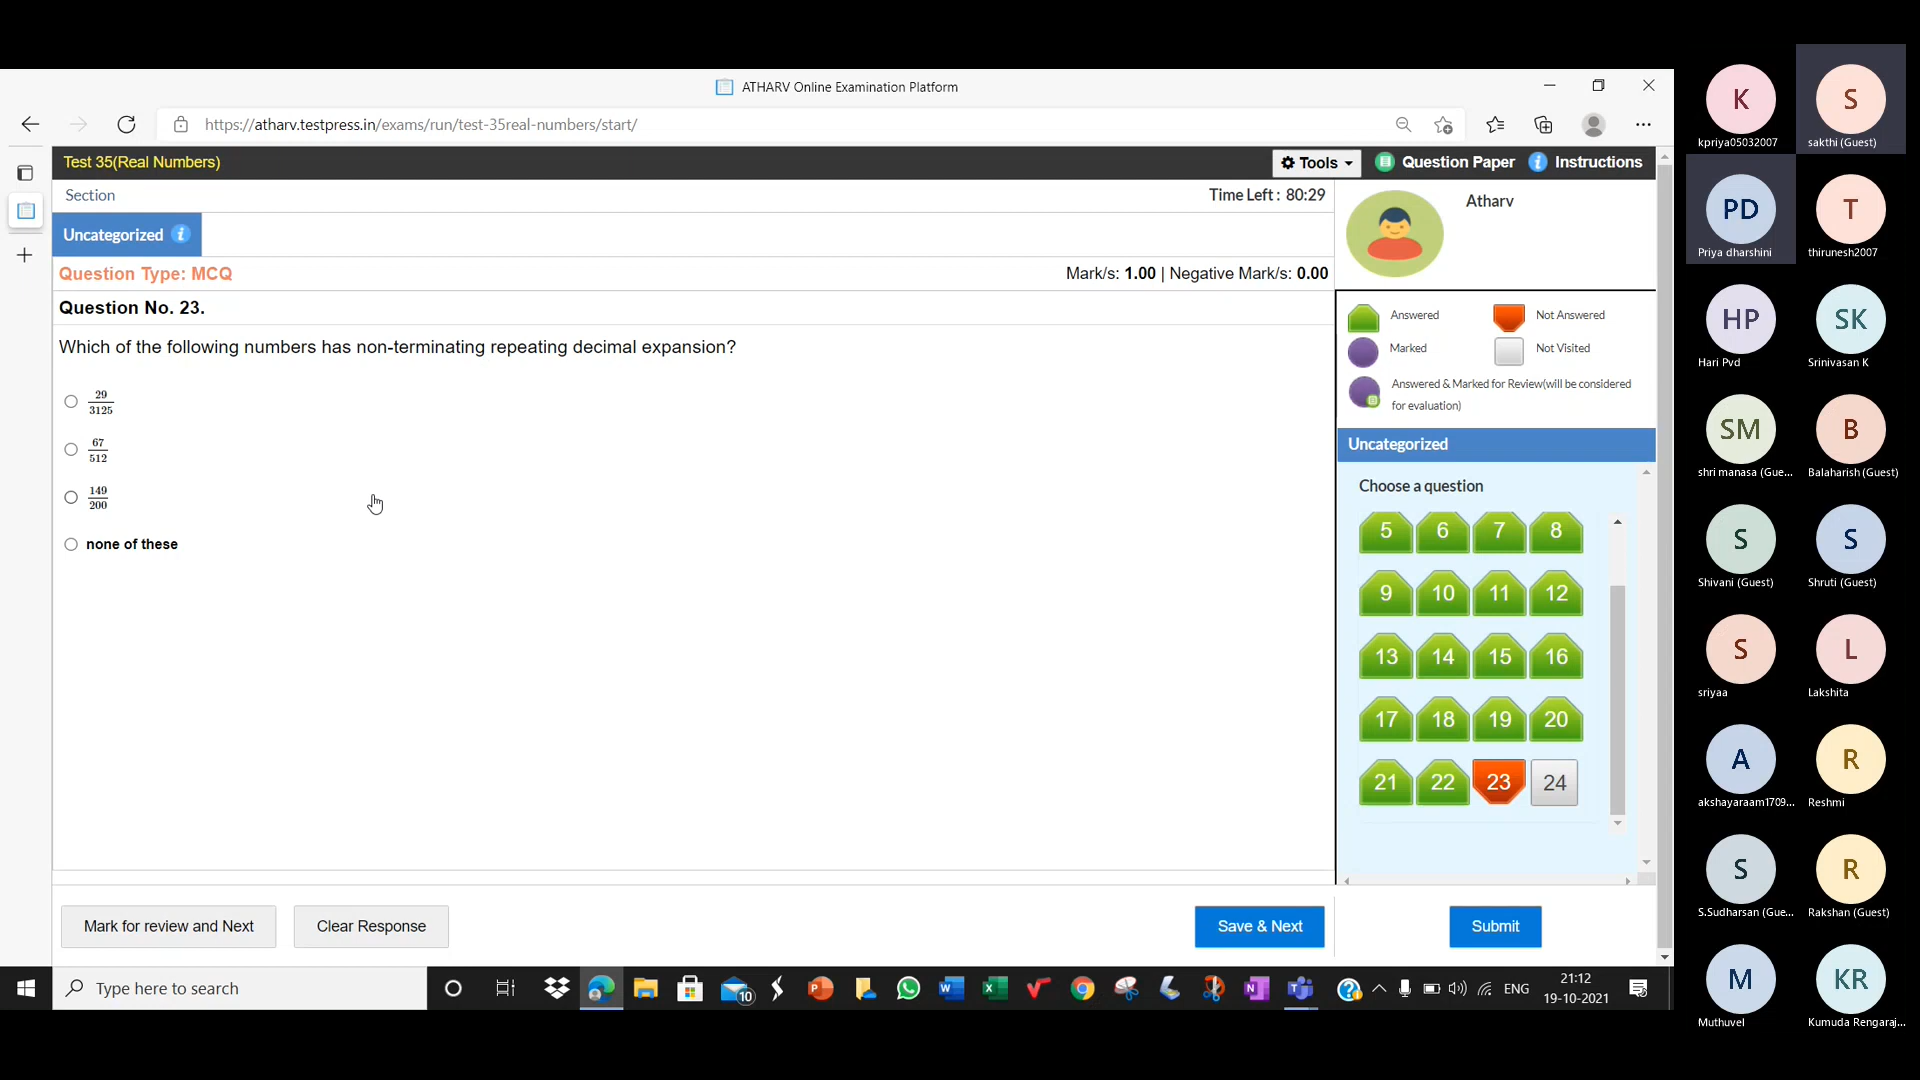 ATHARV Online Examination Platform
https://atharv.testpress.in/exams/run/test-35real-numbers/start/
Test 35(Real Numbers)
Tools
Question Paper
Instructions
Section
Time Left : 80:29
Atharv
Uncategorized
Question Type: MCQ
Mark/s: 1.00 | Negative Mark/s: 0.00
Question No. 23.
Which of the following numbers has non-terminating repeating decimal expansion?
29
3125
67
512
149
200
none of these
Answered
Not Answered
Marked
Not Visited
Answered & Marked for Review(will be considered
for evaluation)
Uncategorized
Choose a question
5 6 7 8
9 10 11 12
13 14 15 16
17 18 19 20
21 22 23 24
Mark for review and Next
Clear Response
Save & Next
Submit
Type here to search
10
ENG
21:12
19-10-2021
K
kpriya05032007
S
sakthi (Guest)
PD
Priya dharshini
T
thirunesh2007
HP
Hari Pvd
SK
Srinivasan K
SM
shri manasa (Gue...
B
Balaharish (Guest)
S
Shivani (Guest)
S
Shruti (Guest)
S
sriyaa
L
Lakshita
A
akshayaraam1709...
R
Reshmi
S
S.Sudharsan (Gue...
R
Rakshan (Guest)
M
Muthuvel
KR
Kumuda Rengaraj...